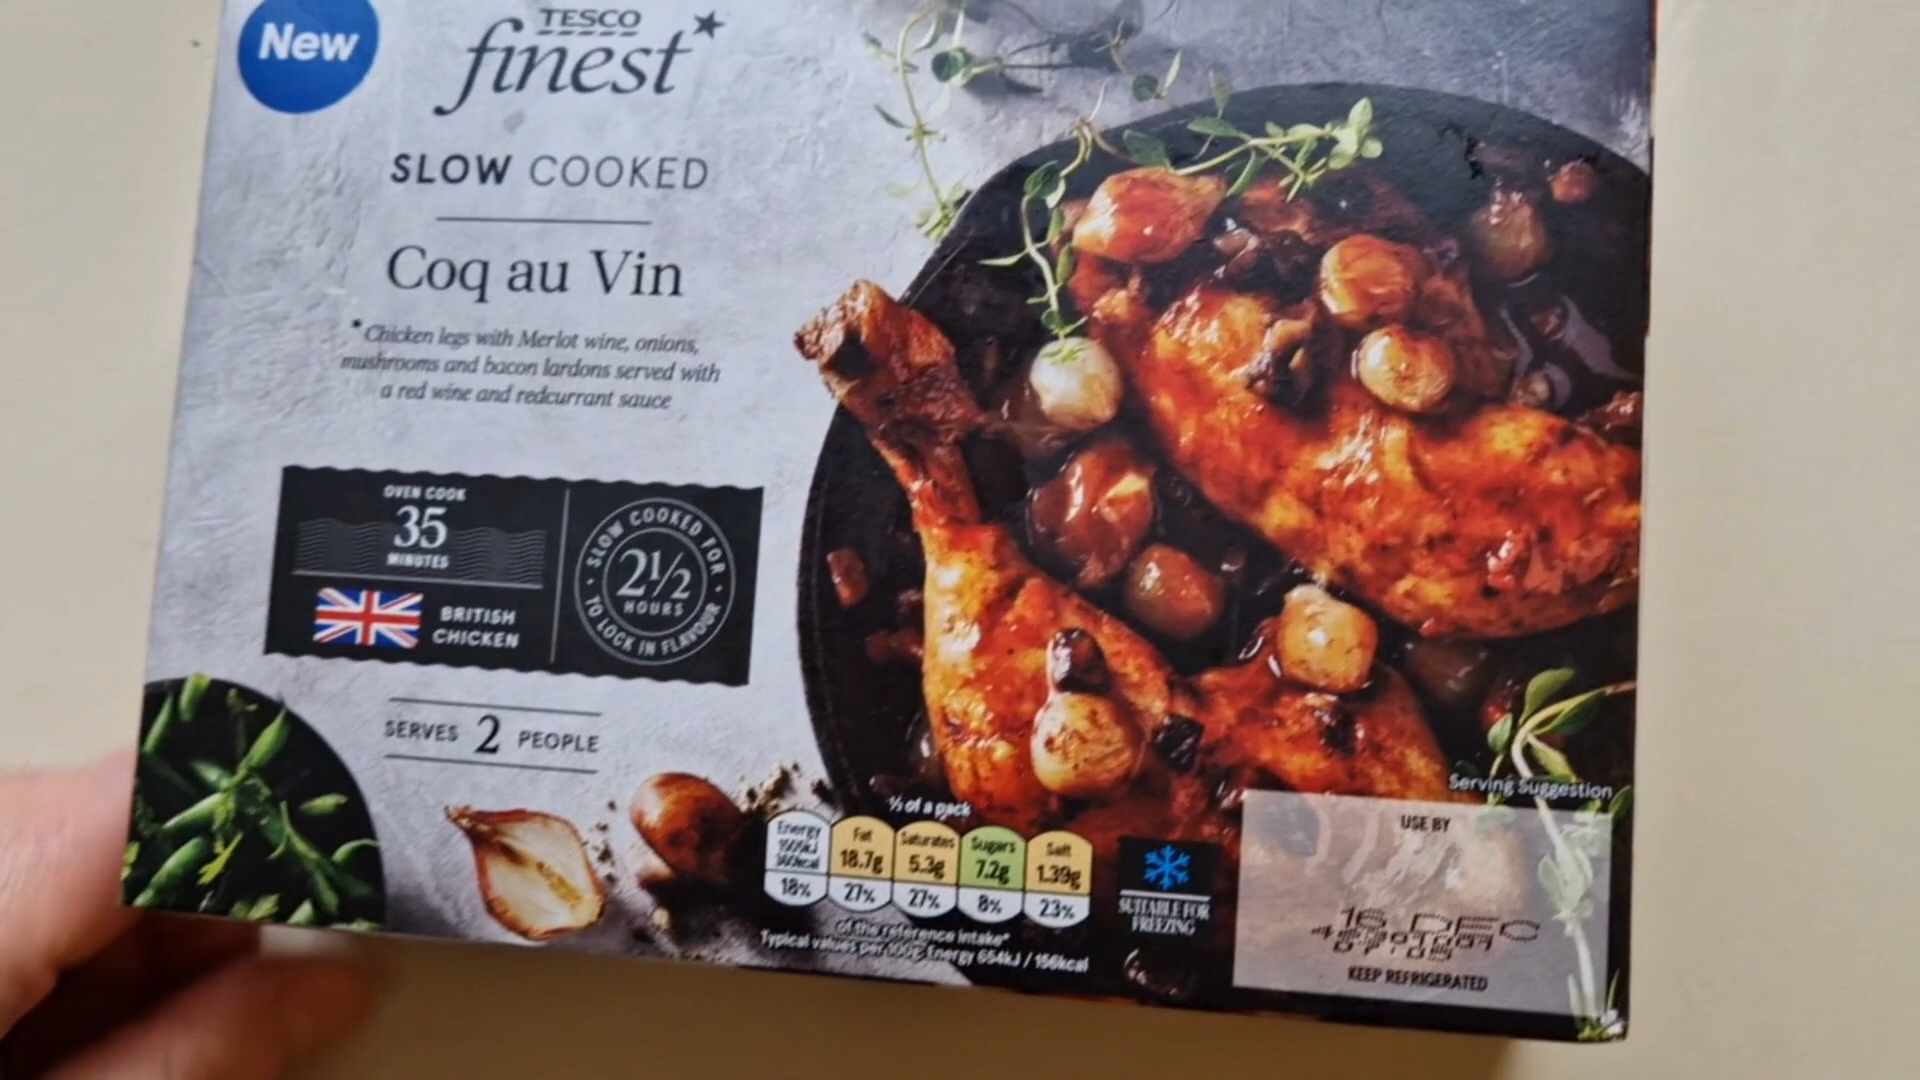 New
TESCO
finest*
SLOW COOKED
Coq au Vin
*Chicken legs with Merlot wine, onions,
mushrooms and bacon lardons served with
a red wine and redcurrant sauce
OVEN COOK
35
MINUTES
BRITISH
CHICKEN
SLOW COOKED FOR
2½
HOURS
TO LOCK IN FLAVOUR
SERVES 2 PEOPLE
½ of a pack
Energy Fat Saturates Sugars Salt
18.7g 5.3g 7.2g 1.39g
18% 27% 27% 8% 23%
of the reference intake*
Typical values per 100g: Energy 654kJ / 156kcal
SUITABLE FOR
FREEZING
Serving Suggestion
USE BY
KEEP REFRIGERATED